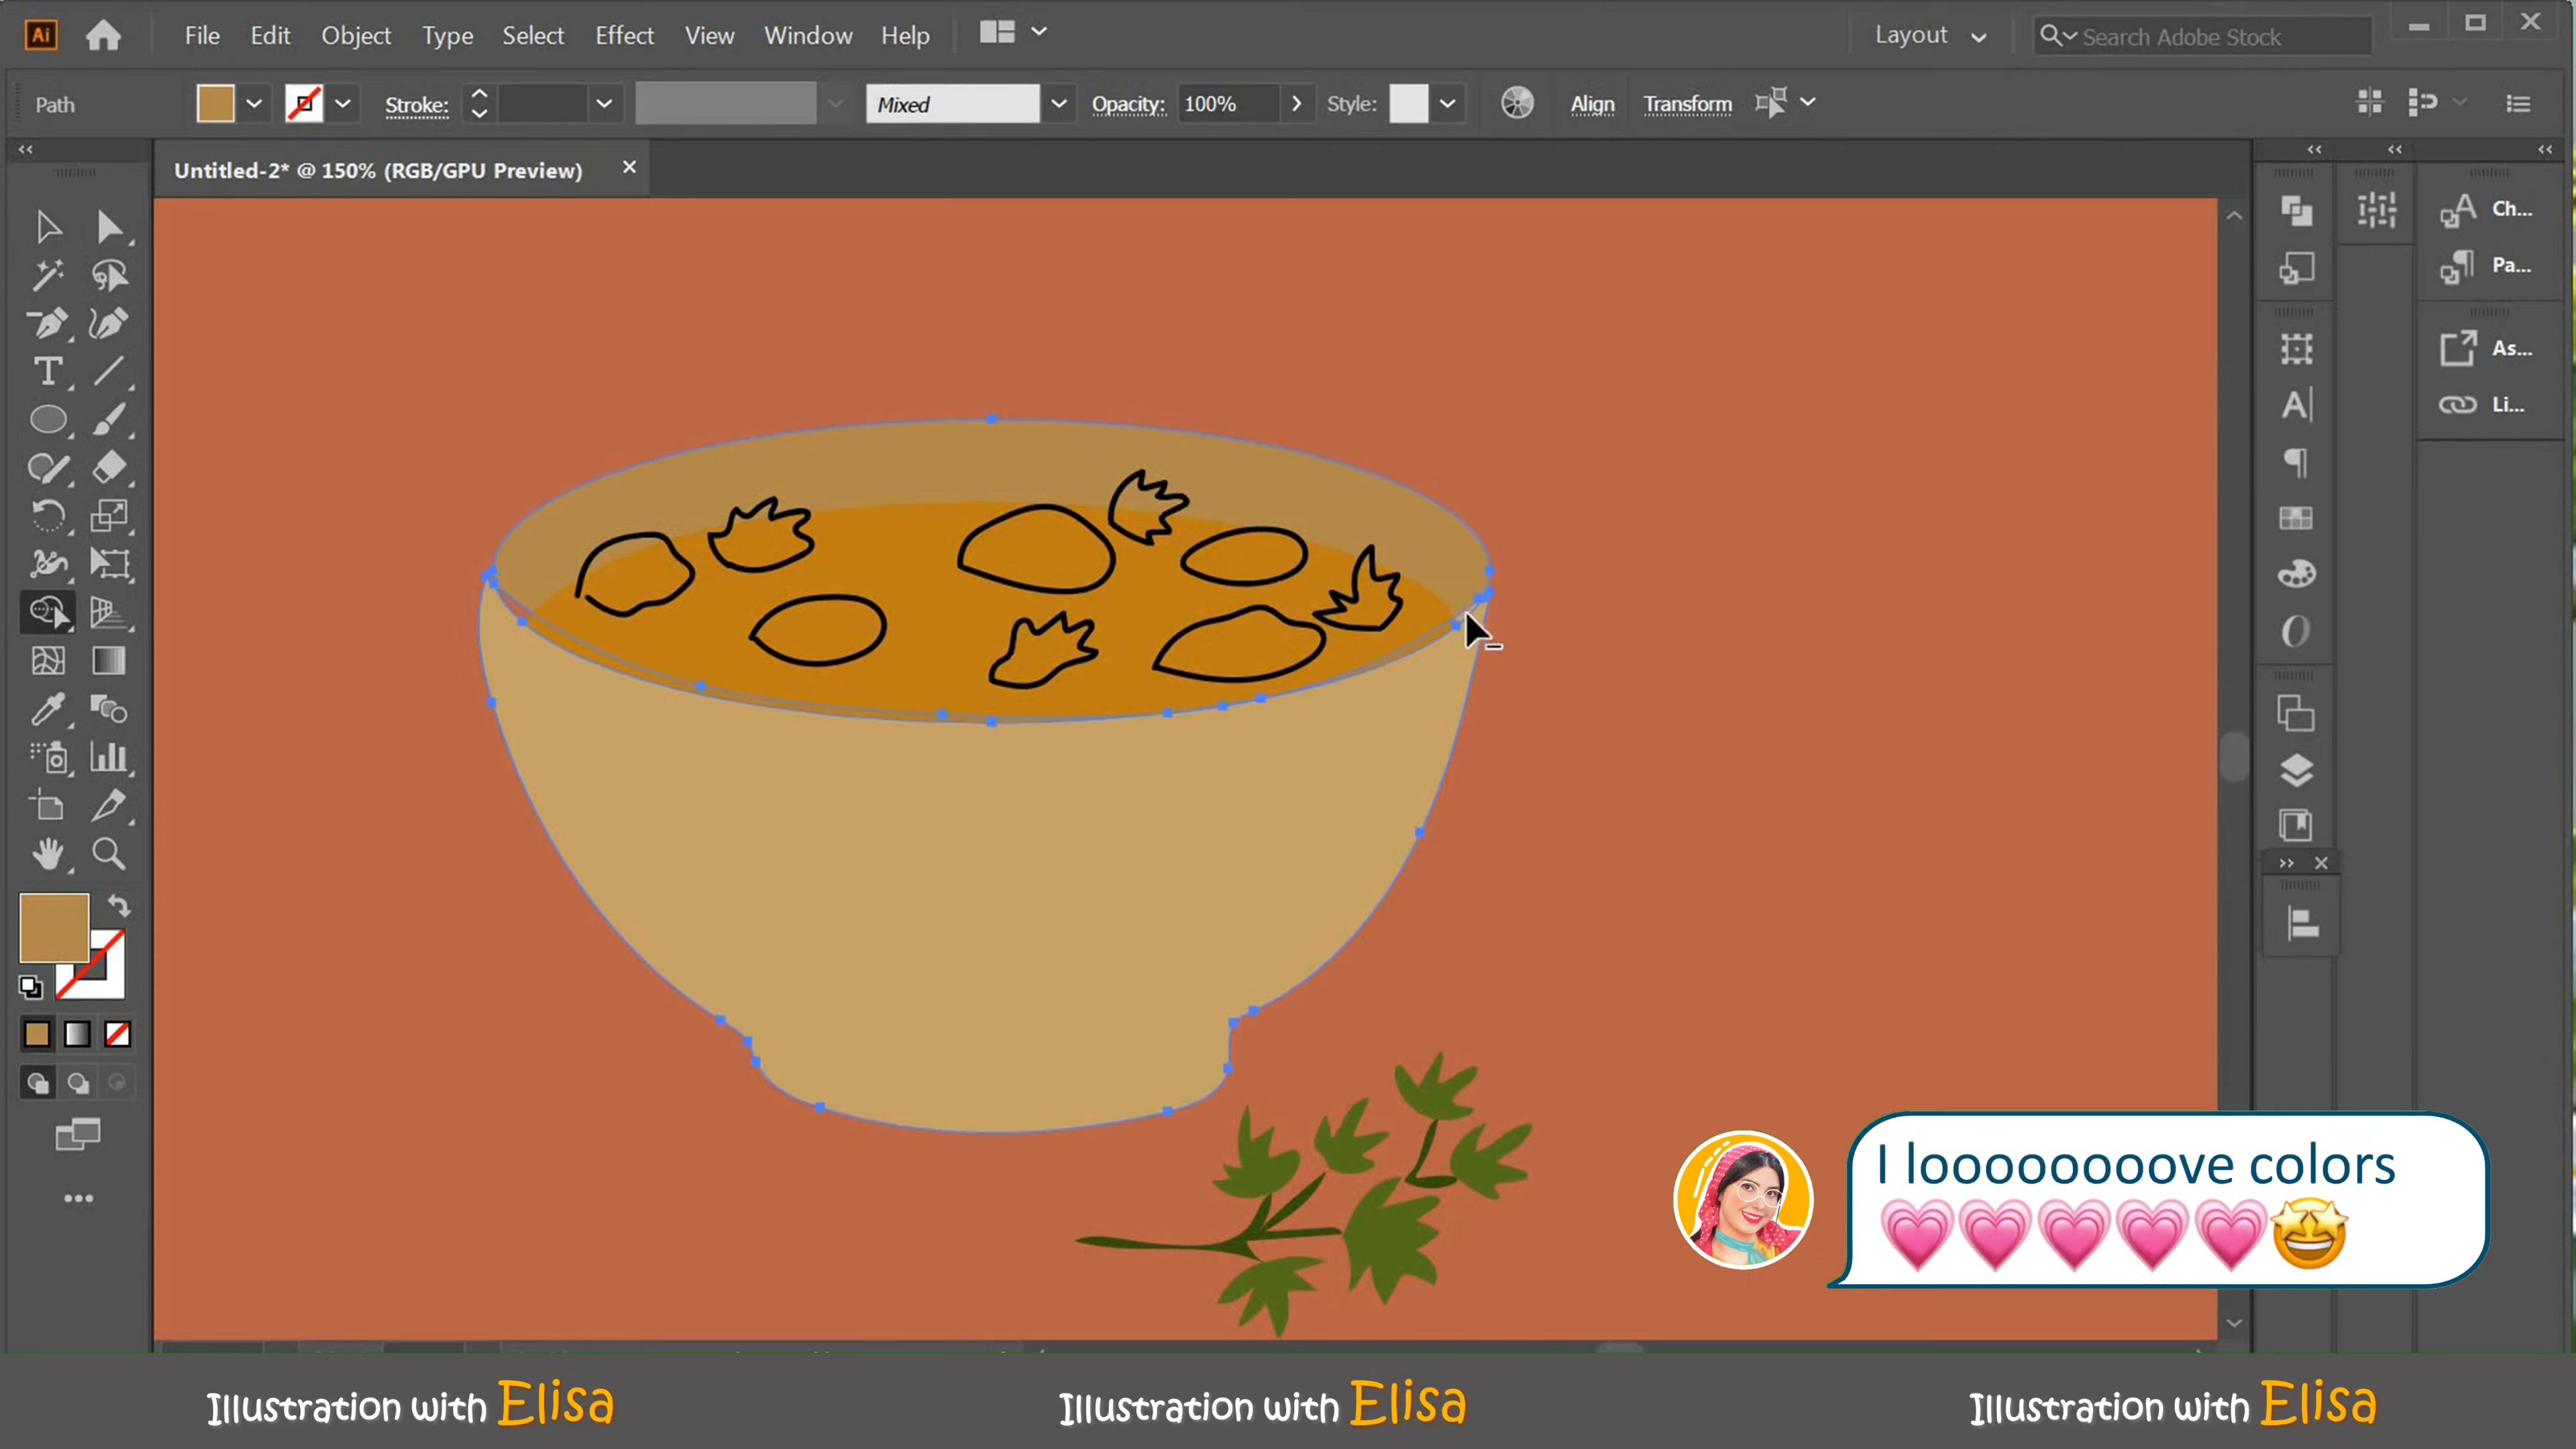 Ai File Edit Object Type Select Effect View Window Help Layout Search Adobe Stock
Path Stroke: Mixed Opacity: 100% Style: Align Transform
Untitled-2* @ 150% (RGB/GPU Preview)
Ch...
Pa...
As...
Li...
I looooooooove colors
Illustration with Elisa Illustration with Elisa Illustration with Elisa